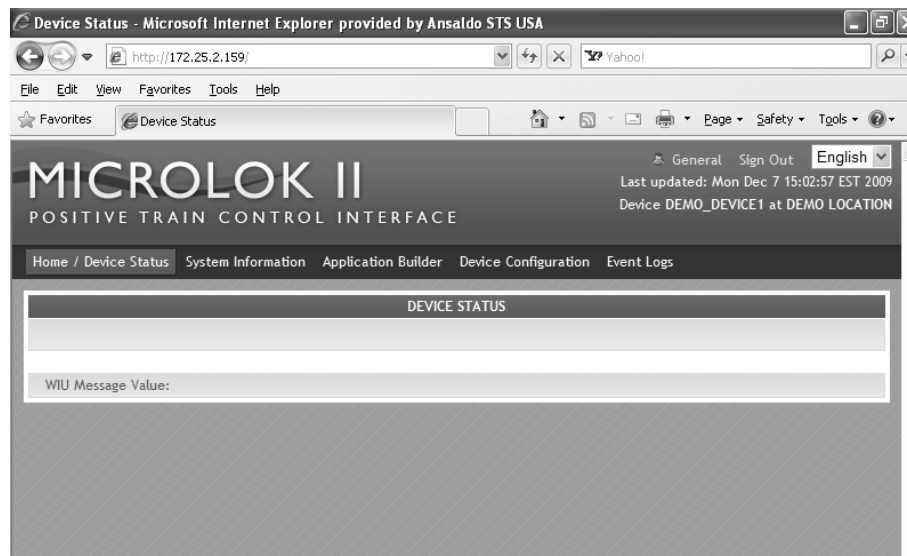 Device Status - Microsoft Internet Explorer provided by Ansaldo STS USA
http://172.25.2.159/
Yahoo!
File Edit View Favorites Tools Help
Favorites Device Status Page Safety Tools
General Sign Out English
MICROLOK II
Last updated: Mon Dec 7 15:02:57 EST 2009
POSITIVE TRAIN CONTROL INTERFACE
Device DEMO_DEVICE1 at DEMO LOCATION
Home / Device Status System Information Application Builder Device Configuration Event Logs
DEVICE STATUS
WIU Message Value: